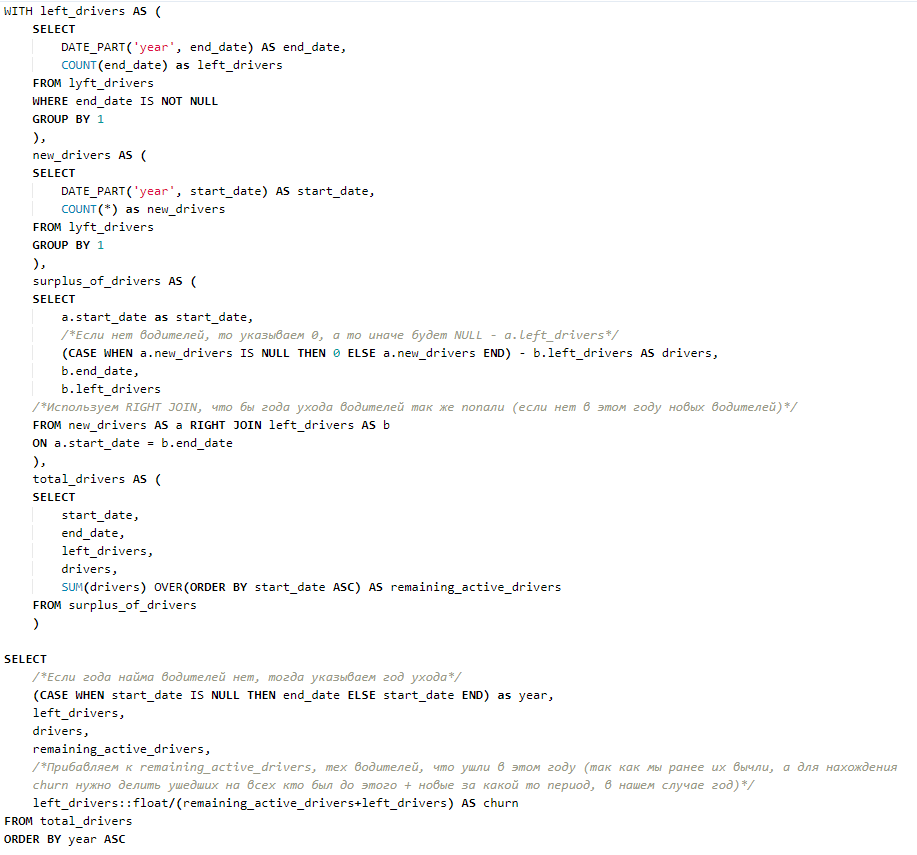 WITH left_drivers AS (
SELECT
DATE_PART('year', end_date) AS end_date,
COUNT(end_date) as left_drivers
FROM lyft_drivers
WHERE end_date IS NOT NULL
GROUP BY 1
),
new_drivers AS (
SELECT
DATE_PART('year', start_date) AS start_date,
COUNT(*) as new_drivers
FROM lyft_drivers
GROUP BY 1
),
surplus_of_drivers AS (
SELECT
a.start_date as start_date,
/*Если нет водителей, то указываем 0, а то иначе будет NULL - a.left_drivers*/
(CASE WHEN a.new_drivers IS NULL THEN 0 ELSE a.new_drivers END) - b.left_drivers AS drivers,
b.end_date,
b.left_drivers
/*Используем RIGHT JOIN, что бы года ухода водителей так же попали (если нет в этом году новых водителей)*/
FROM new_drivers AS a RIGHT JOIN left_drivers AS b
ON a.start_date = b.end_date
),
total_drivers AS (
SELECT
start_date,
end_date,
left_drivers,
drivers,
SUM(drivers) OVER(ORDER BY start_date ASC) AS remaining_active_drivers
FROM surplus_of_drivers
)
SELECT
/*Если года найма водителей нет, тогда указываем год ухода*/
(CASE WHEN start_date IS NULL THEN end_date ELSE start_date END) as year,
left_drivers,
drivers,
remaining_active_drivers,
/*Прибавляем к remaining_active_drivers, тех водителей, что ушли в этом году (так как мы ранее их вычли, а для нахождения
churn нужно делить ушедших на всех кто был до этого + новые за какой то период, в нашем случае год)*/
left_drivers::float/(remaining_active_drivers+left_drivers) AS churn
FROM total_drivers
ORDER BY year ASC